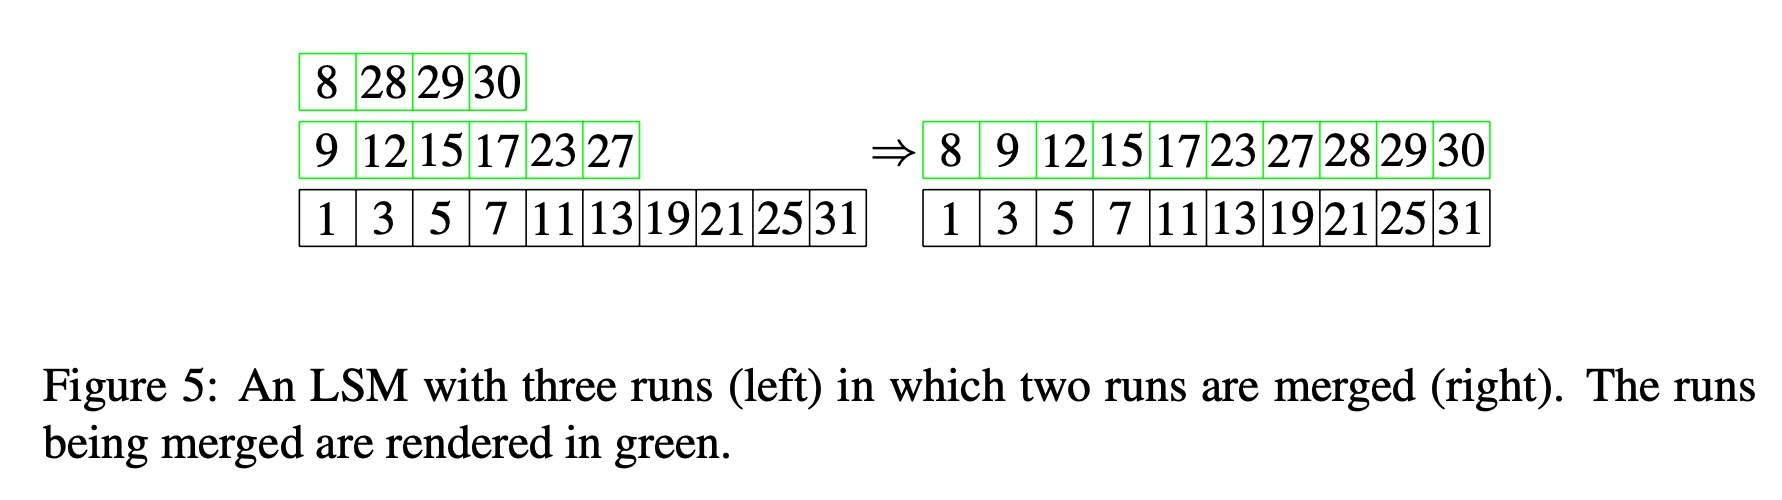 8 28 29 30
9 12 15 17 23 27 ⇒ 8 9 12 15 17 23 27 28 29 30
1 3 5 7 11 13 19 21 25 31 1 3 5 7 11 13 19 21 25 31
Figure 5: An LSM with three runs (left) in which two runs are merged (right). The runs
being merged are rendered in green.